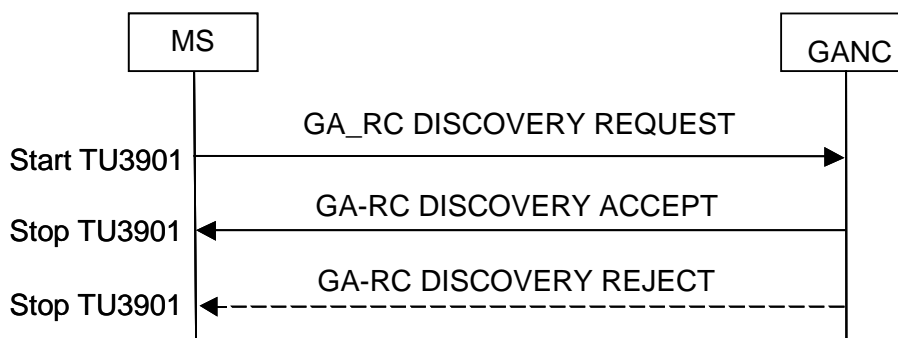 MS
GANC
GA_RC DISCOVERY REQUEST
Start TU3901
GA-RC DISCOVERY ACCEPT
Stop TU3901
GA-RC DISCOVERY REJECT
Stop TU3901